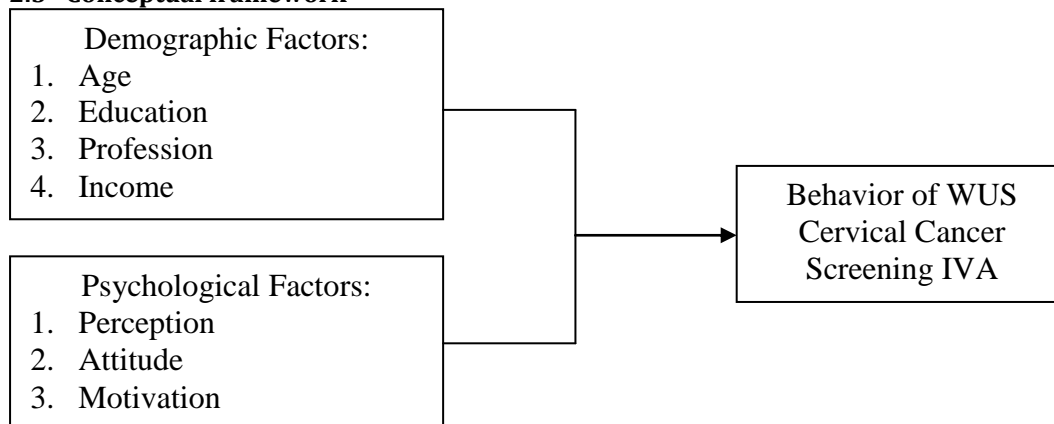 2.3 Conceptual framework
Demographic Factors:
1. Age
2. Education
3. Profession
4. Income
Psychological Factors:
1. Perception
2. Attitude
3. Motivation
Behavior of WUS
Cervical Cancer
Screening IVA